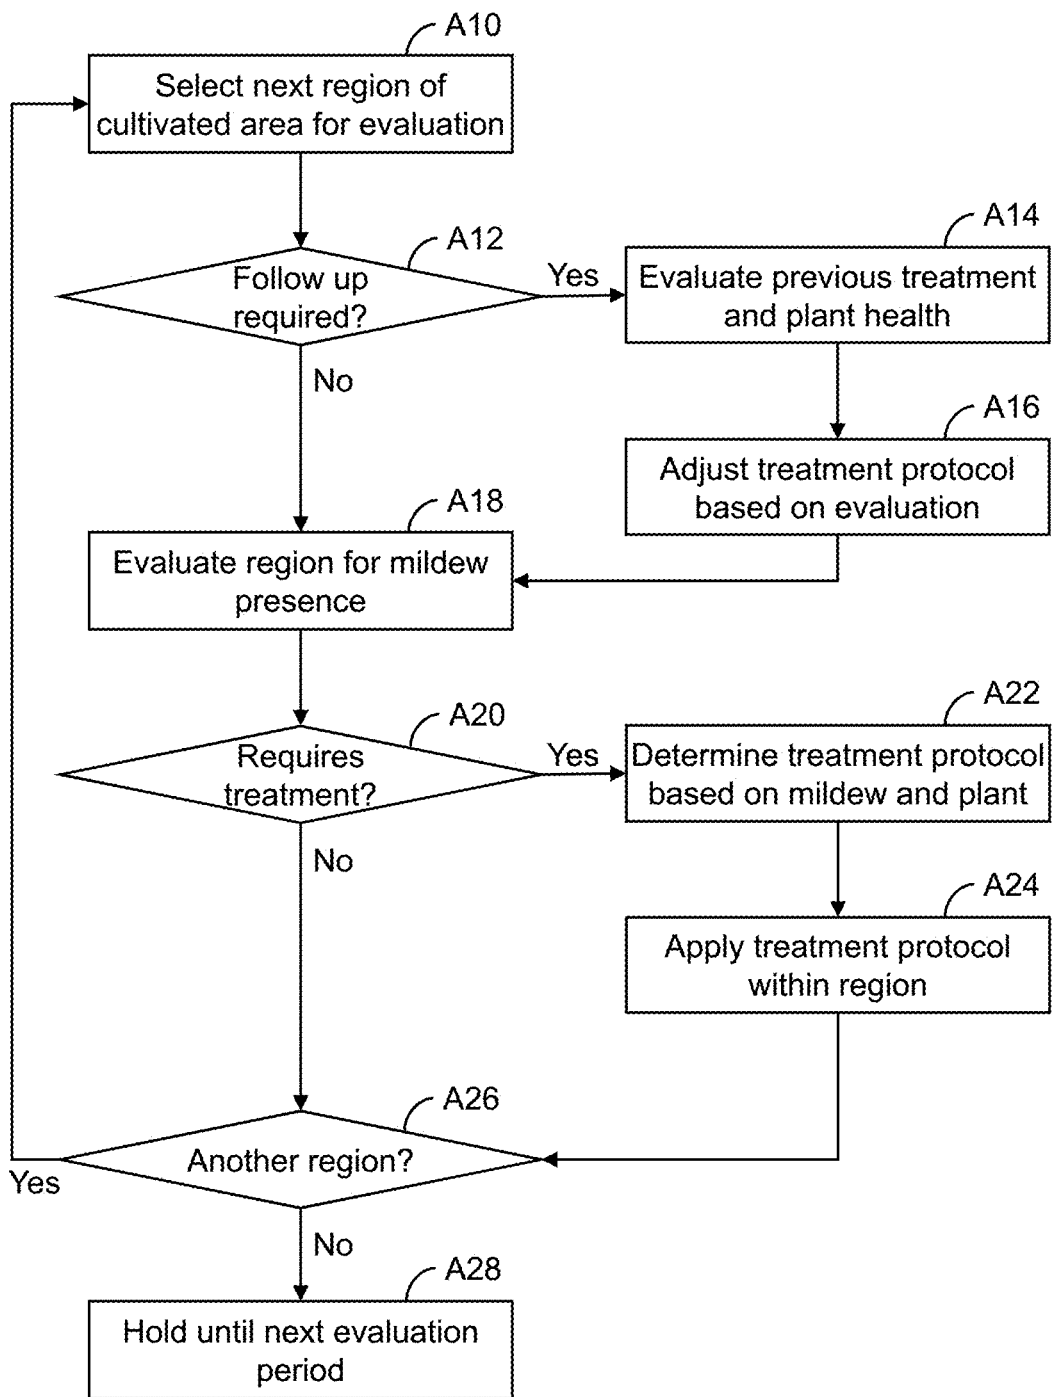 A10
Select next region of
cultivated area for evaluation
A12
Follow up
required?
Yes
No
A14
Evaluate previous treatment
and plant health
A16
Adjust treatment protocol
based on evaluation
A18
Evaluate region for mildew
presence
A20
Requires
treatment?
Yes
No
A22
Determine treatment protocol
based on mildew and plant
A24
Apply treatment protocol
within region
A26
Another region?
Yes
No
A28
Hold until next evaluation
period